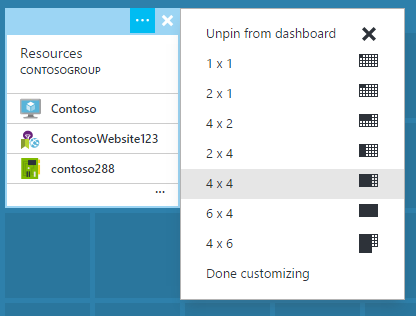 ...
Resources
CONTOSOGROUP
Contoso
ContosoWebsite123
contoso288
...
Unpin from dashboard
1 x 1
2 x 1
4 x 2
2 x 4
4 x 4
6 x 4
4 x 6
Done customizing